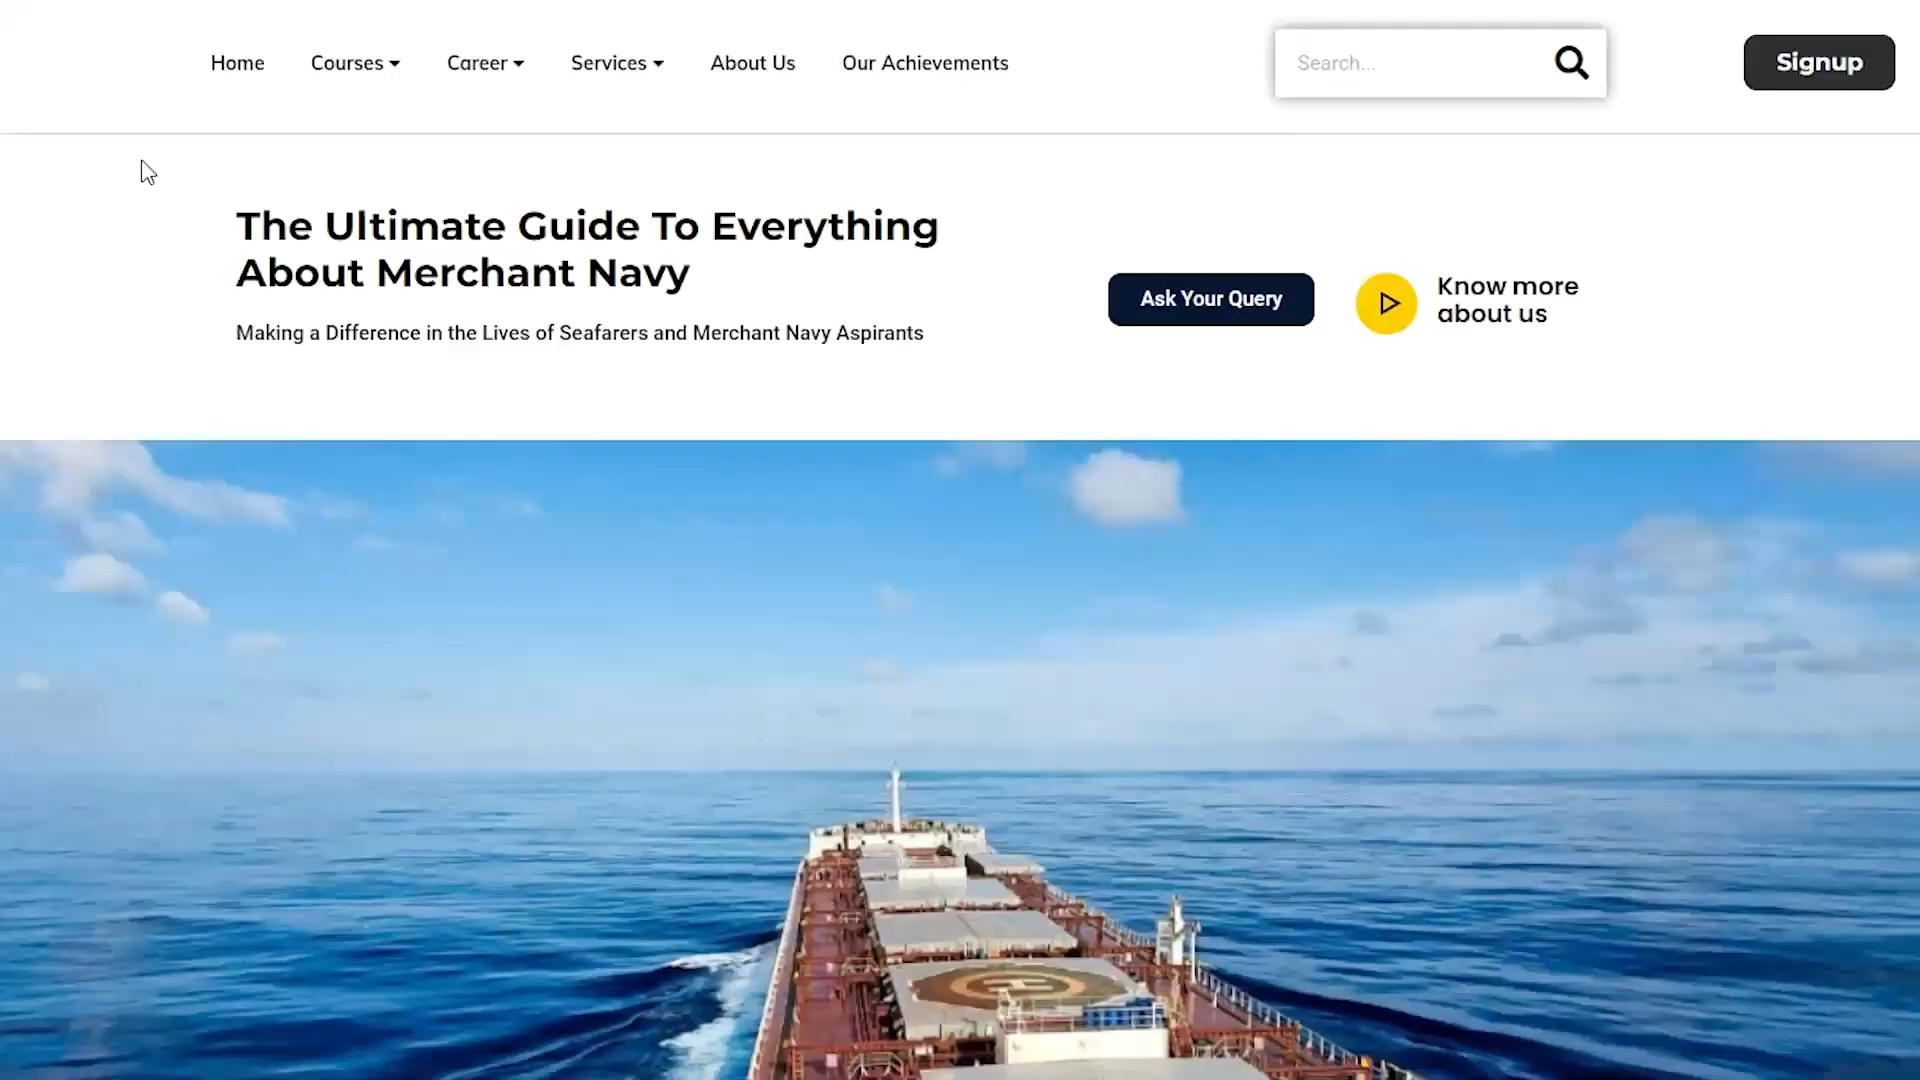 Home
Courses
Career
Services
About Us
Our Achievements
Search...
Signup
The Ultimate Guide To Everything
About Merchant Navy
Making a Difference in the Lives of Seafarers and Merchant Navy Aspirants
Ask Your Query
Know more
about us
H